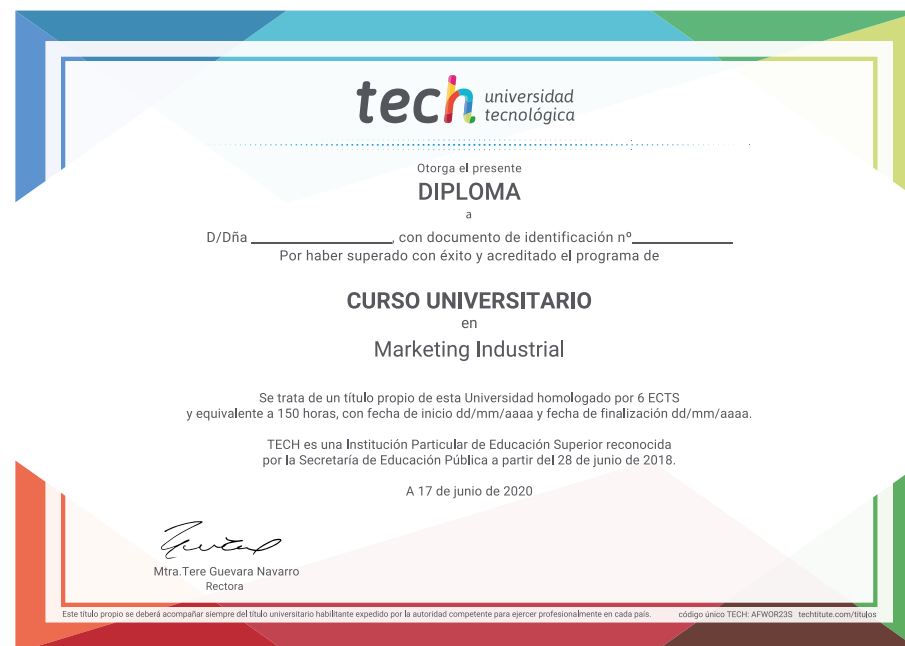 tech universidad
tecnológica
Otorga el presente
DIPLOMA
a
D/Dña ____________________, con documento de identificación nº______________
Por haber superado con éxito y acreditado el programa de
CURSO UNIVERSITARIO
en
Marketing Industrial
Se trata de un título propio de esta Universidad homologado por 6 ECTS
y equivalente a 150 horas, con fecha de inicio dd/mm/aaaa y fecha de finalización dd/mm/aaaa.
TECH es una Institución Particular de Educación Superior reconocida
por la Secretaría de Educación Pública a partir del 28 de junio de 2018.
A 17 de junio de 2020
Mtra.Tere Guevara Navarro
Rectora
Este título propio se deberá acompañar siempre del título universitario habilitante expedido por la autoridad competente para ejercer profesionalmente en cada país. código único TECH: AFWOR23S techtitute.com/titulos